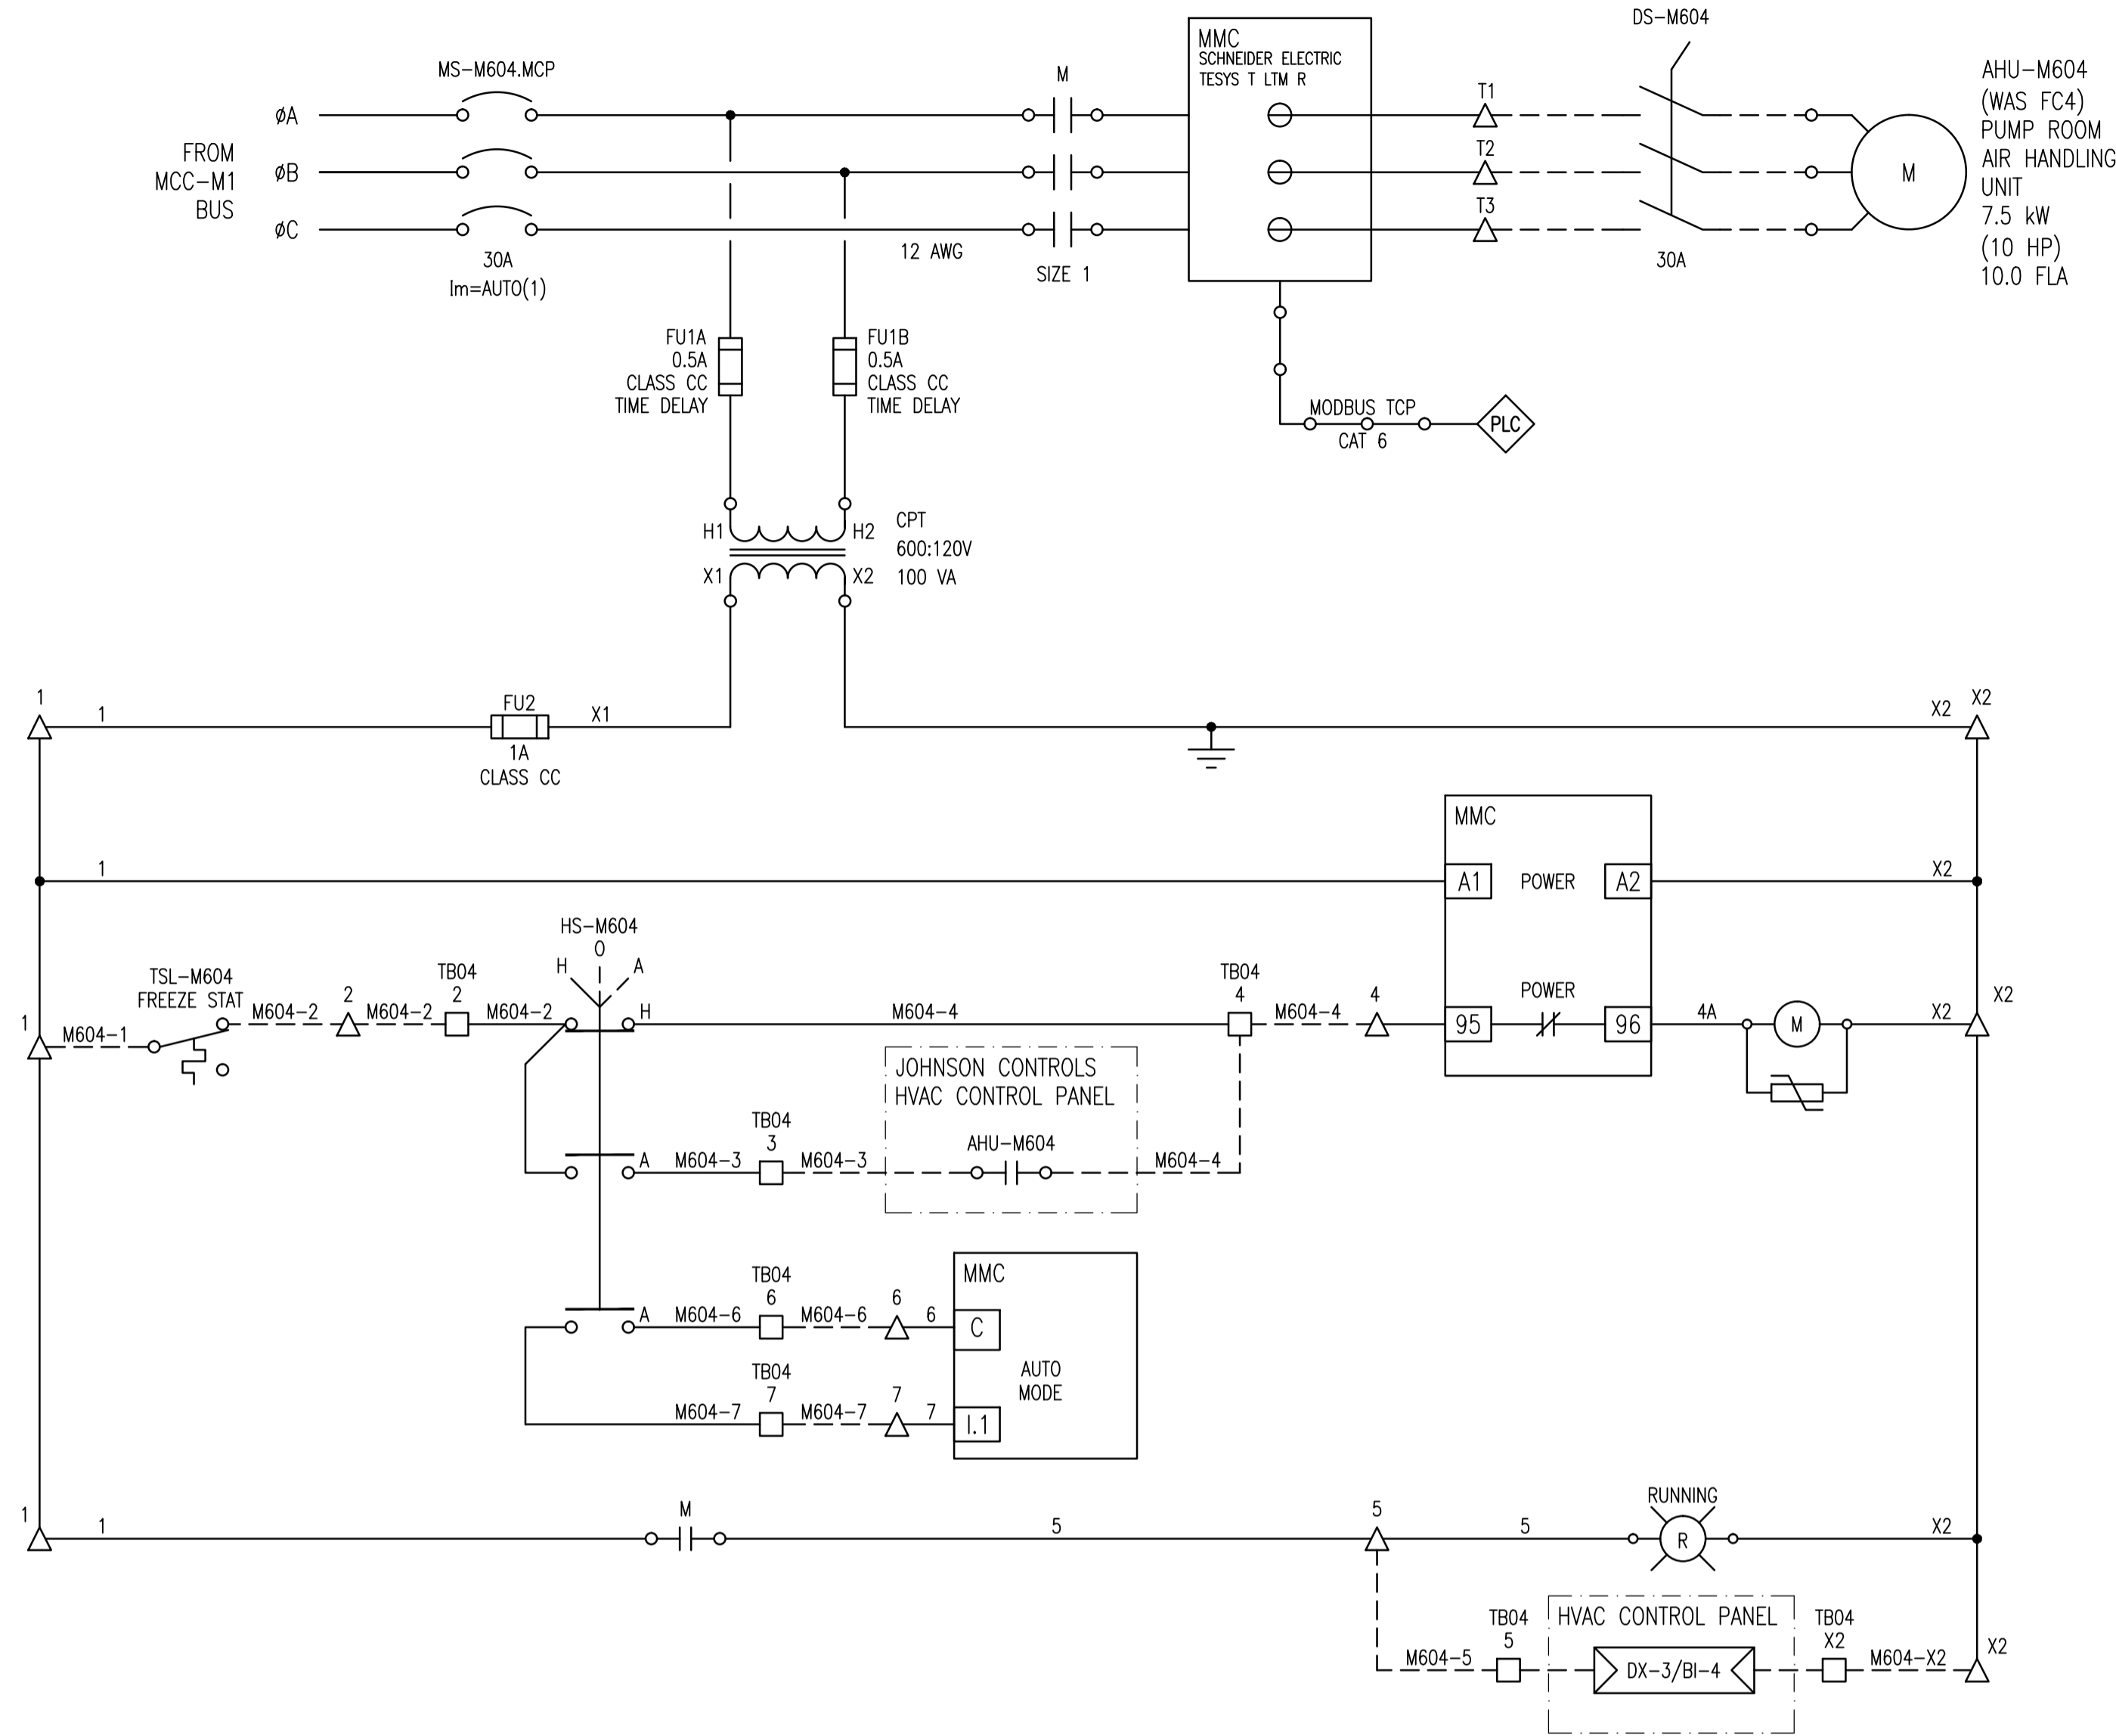 DS-M604
MS-M604.MCP
M
MMC
SCHNEIDER ELECTRIC
TESYS T LTM R
AHU-M604
(WAS FC4)
PUMP ROOM
AIR HANDLING
UNIT
7.5 kW
(10 HP)
10.0 FLA
FROM
MCC-M1
BUS
øA
øB
øC
T1
T2
T3
M
30A
Im=AUTO(1)
12 AWG
SIZE 1
30A
FU1A
0.5A
CLASS CC
TIME DELAY
FU1B
0.5A
CLASS CC
TIME DELAY
MODBUS TCP
CAT 6
PLC
H1
H2
X1
X2
CPT
600:120V
100 VA
1
1
FU2
1A
CLASS CC
X1
X2
X2
MMC
1
A1
POWER
A2
X2
HS-M604
O
H
A
TSL-M604
FREEZE STAT
1
M604-1
M604-2
2
M604-2
TB04
2
M604-2
H
M604-4
TB04
4
M604-4
4
POWER
95
96
4A
M
X2
X2
JOHNSON CONTROLS
HVAC CONTROL PANEL
AHU-M604
A
M604-3
TB04
3
M604-3
M604-4
MMC
A
M604-6
TB04
6
M604-6
6
6
C
AUTO
MODE
M604-7
TB04
7
M604-7
7
7
I.1
1
1
M
5
5
5
RUNNING
R
X2
M604-5
TB04
5
HVAC CONTROL PANEL
DX-3/BI-4
TB04
X2
M604-X2
X2